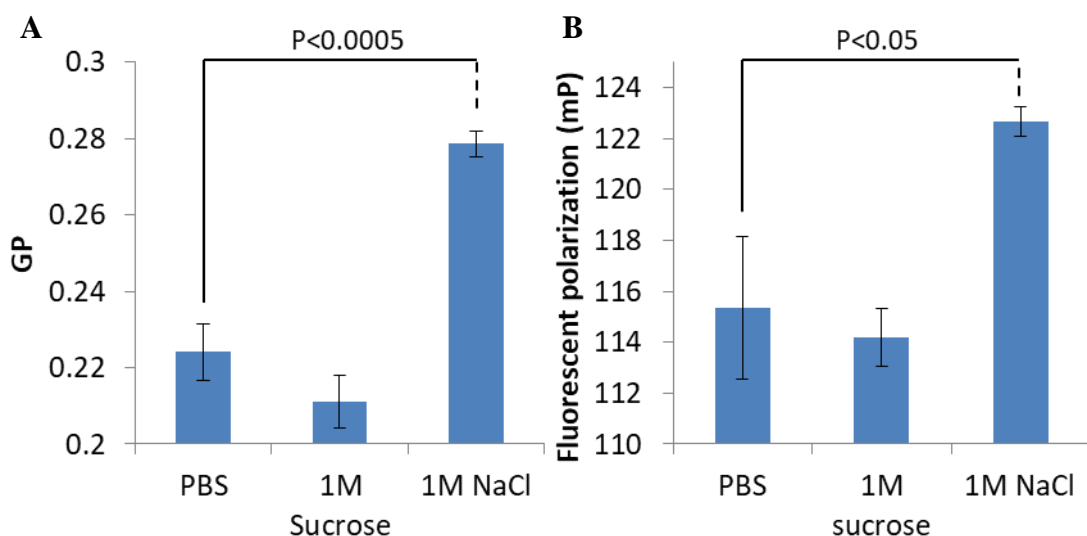 A
P<0.0005
GP
0.3
0.28
0.26
0.24
0.22
0.2
PBS
1M
1M NaCl
Sucrose
B
P<0.05
Fluorescent polarization (mP)
124
122
120
118
116
114
112
110
PBS
1M
1M NaCl
sucrose